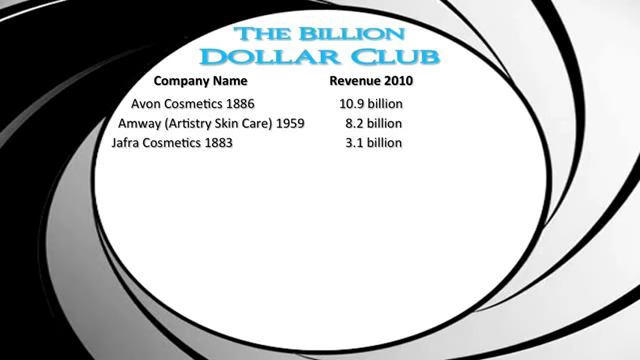 The Billion
Dollar Club
Company Name Revenue 2010
Avon Cosmetics 1886 10.9 billion
Amway (Artistry Skin Care) 1959 8.2 billion
Jafra Cosmetics 1883 3.1 billion